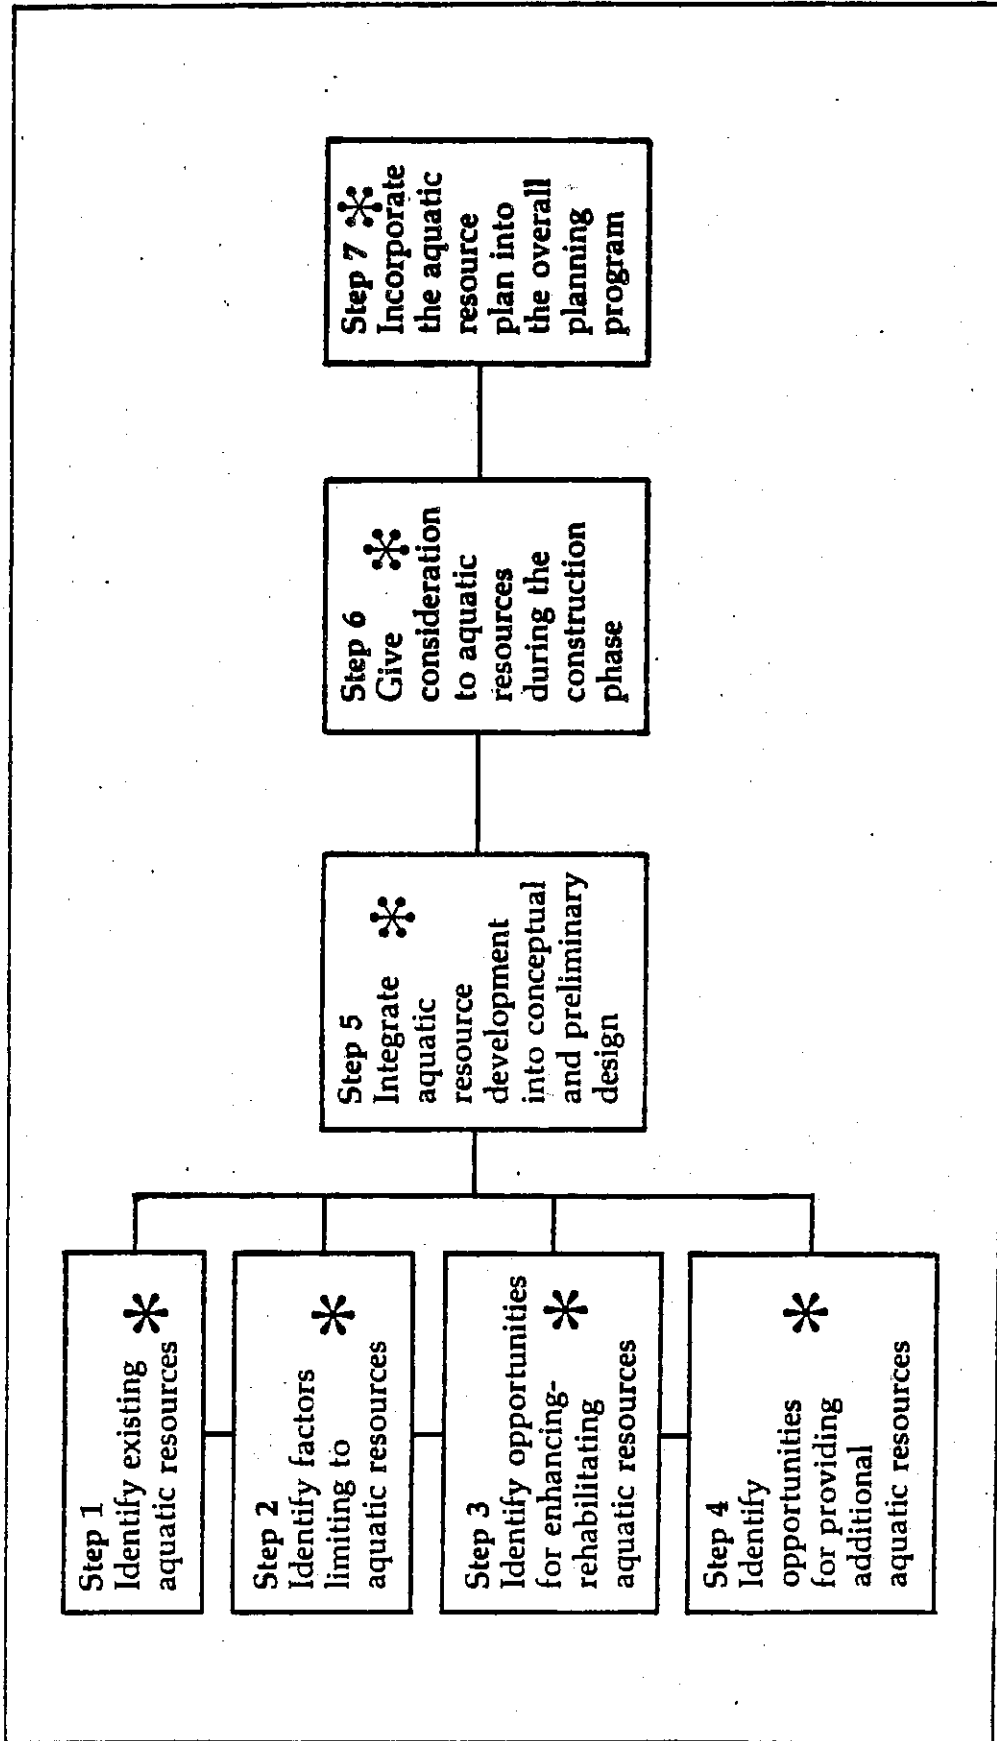 Step 1
Identify existing
aquatic resources
Step 2
Identify factors
limiting to
aquatic resources
Step 3
Identify opportunities
for enhancing-
rehabilitating
aquatic resources
Step 4
Identify
opportunities
for providing
additional
aquatic resources
Step 5
Integrate
aquatic
resource
development
into conceptual
and preliminary
design
Step 6
Give
consideration
to aquatic
resources
during the
construction
phase
Step 7
Incorporate
the aquatic
resource
plan into
the overall
planning
program